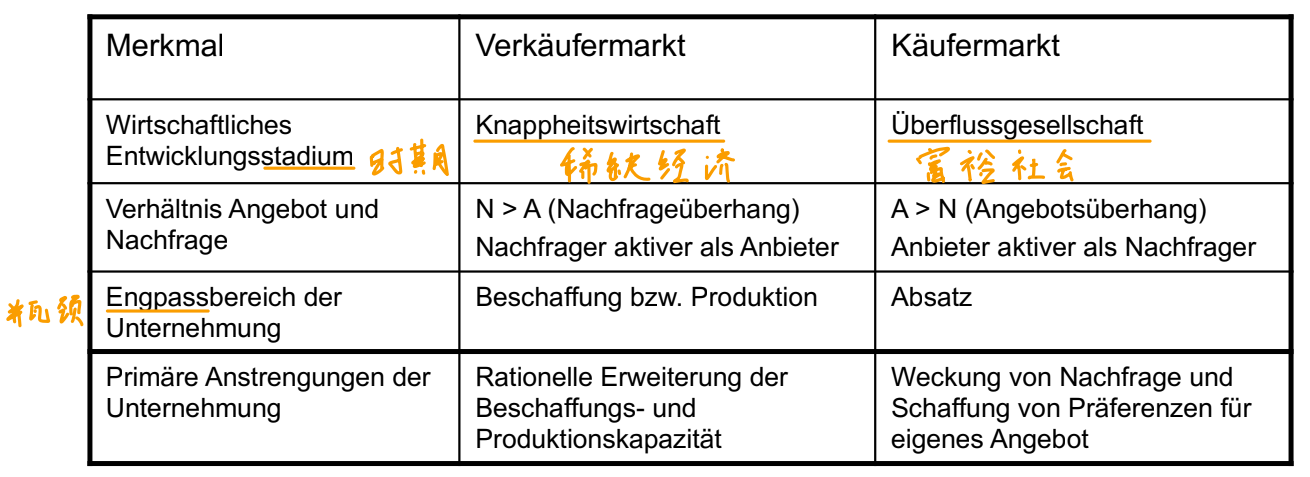 Merkmal
Verkäufermarkt
Käufermarkt
Wirtschaftliches
Entwicklungsstadium 时期
Knappheitswirtschaft
稀缺经济
Überflussgesellschaft
富裕社会
Verhältnis Angebot und
Nachfrage
N > A (Nachfrageüberhang)
Nachfrager aktiver als Anbieter
A > N (Angebotsüberhang)
Anbieter aktiver als Nachfrager
瓶颈
Engpassbereich der
Unternehmung
Beschaffung bzw. Produktion
Absatz
Primäre Anstrengungen der
Unternehmung
Rationelle Erweiterung der
Beschaffungs- und
Produktionskapazität
Weckung von Nachfrage und
Schaffung von Präferenzen für
eigenes Angebot